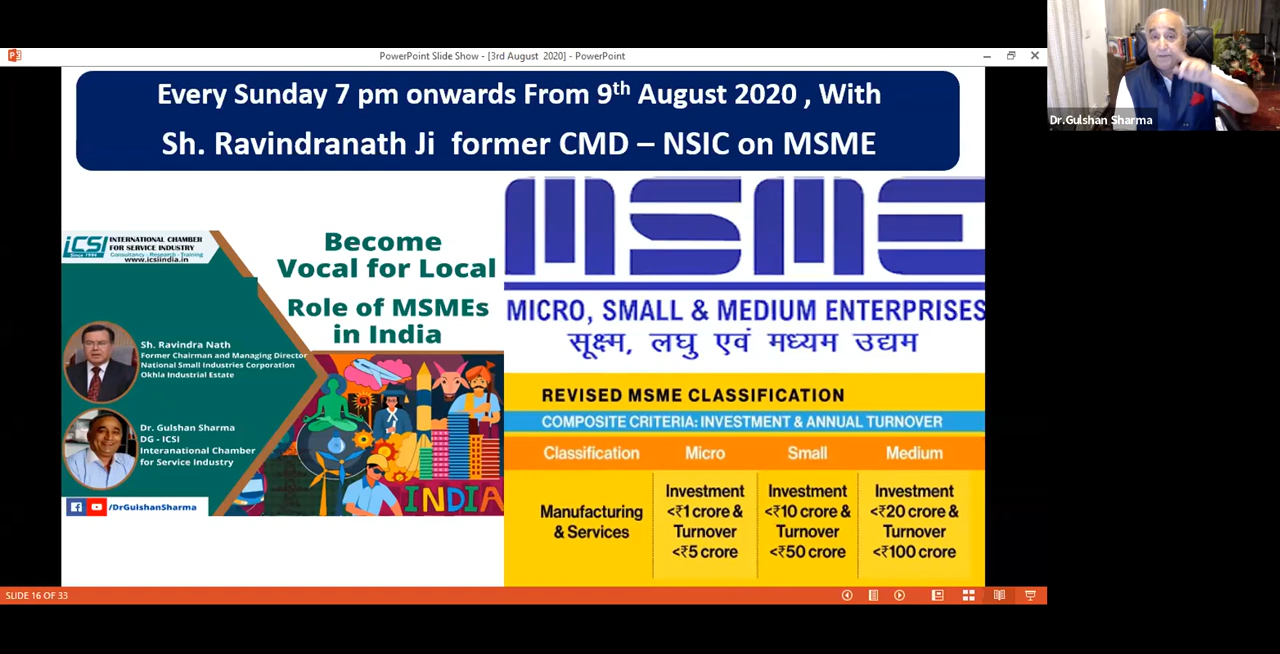 PowerPoint Slide Show - [3rd August 2020] - PowerPoint
Every Sunday 7 pm onwards From 9th August 2020 , With
Sh. Ravindranath Ji former CMD – NSIC on MSME
iCSI
Since 1994
INTERNATIONAL CHAMBER
FOR SERVICE INDUSTRY
Consultancy - Research - Training
www.icsiindia.in
Become
Vocal for Local
Role of MSMEs
in India
Sh. Ravindra Nath
Former Chairman and Managing Director
National Small Industries Corporation
Okhla Industrial Estate
Dr. Gulshan Sharma
DG - ICSI
Interanational Chamber
for Service Industry
/DrGulshanSharma
INDIA
MSME
MICRO, SMALL & MEDIUM ENTERPRISES
सूक्ष्म, लघु एवं मध्यम उद्यम
REVISED MSME CLASSIFICATION
COMPOSITE CRITERIA: INVESTMENT & ANNUAL TURNOVER
Classification Micro Small Medium
Manufacturing
& Services
Investment
<₹1 crore &
Turnover
<₹5 crore
Investment
<₹10 crore &
Turnover
<₹50 crore
Investment
<₹20 crore &
Turnover
<₹100 crore
SLIDE 16 OF 33
Dr.Gulshan Sharma